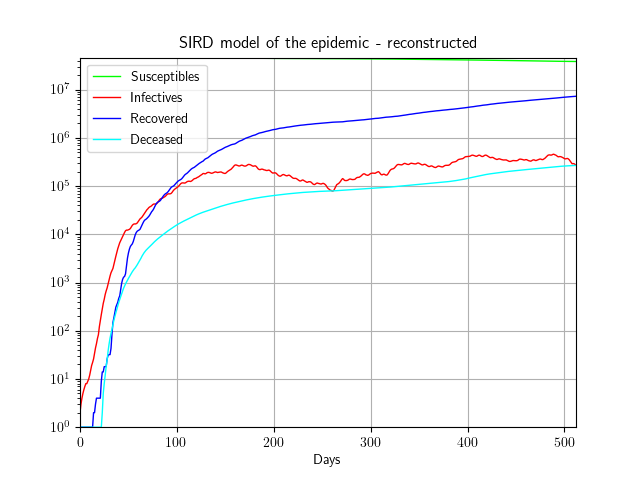 SIRD model of the epidemic - reconstructed
Susceptibles
Infectives
Recovered
Deceased
10^7
10^6
10^5
10^4
10^3
10^2
10^1
10^0
0 100 200 300 400 500
Days